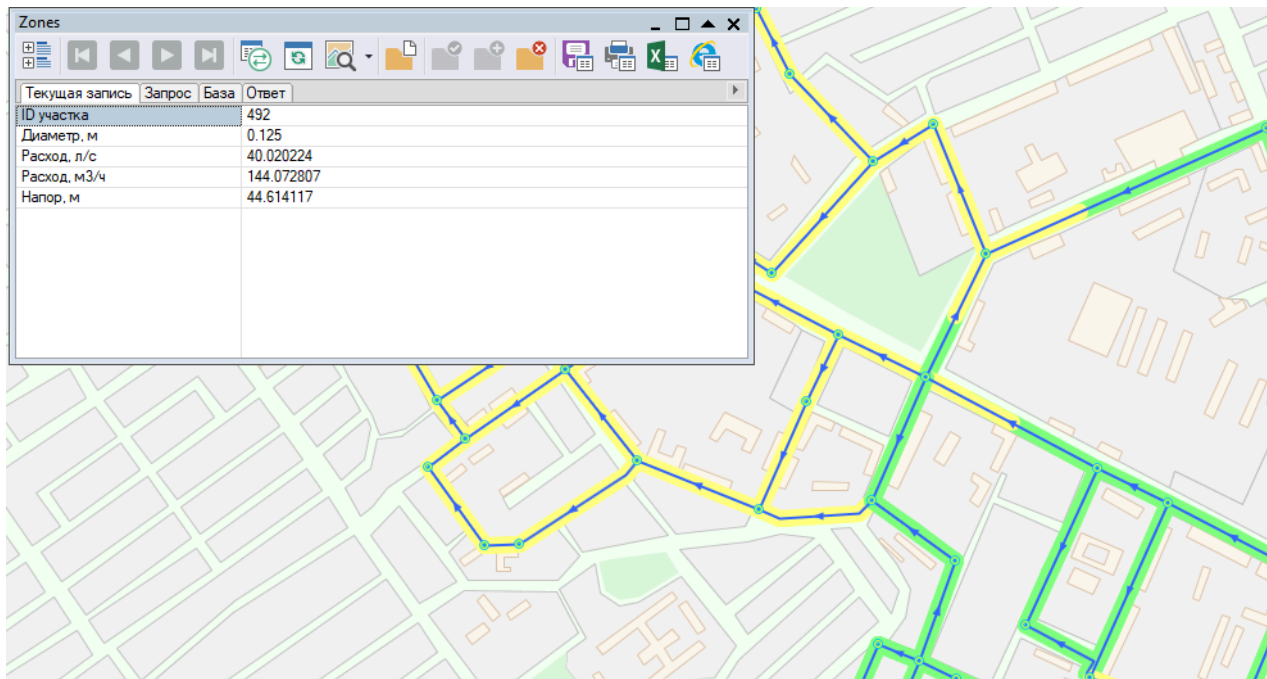 Zones
Текущая запись Запрос База Ответ
ID участка 492
Диаметр, м 0.125
Расход, л/с 40.020224
Расход, м3/ч 144.072807
Напор, м 44.614117